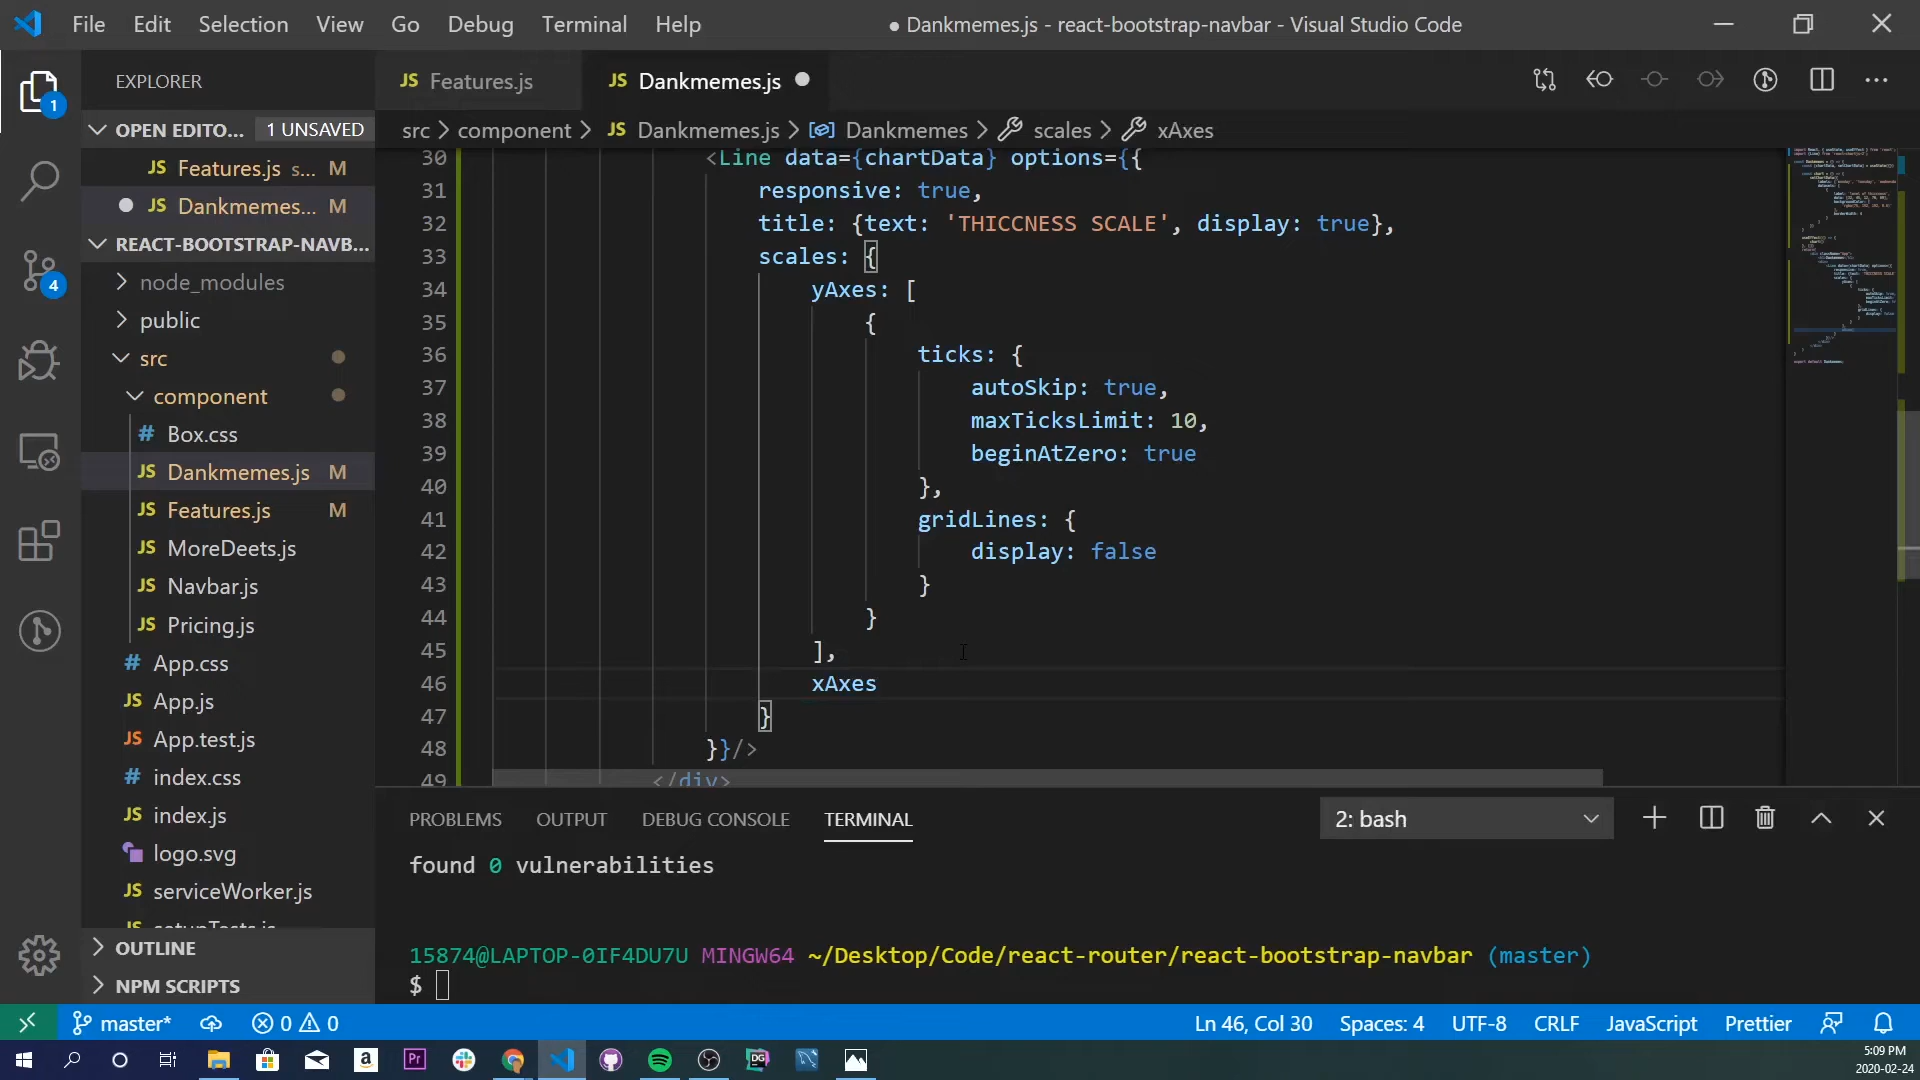 File Edit Selection View Go Debug Terminal Help
● Dankmemes.js - react-bootstrap-navbar - Visual Studio Code
EXPLORER
JS Features.js
JS Dankmemes.js
1
OPEN EDITO... 1 UNSAVED
src > component > JS Dankmemes.js > Dankmemes > scales > xAxes
JS Features.js s... M
JS Dankmemes... M
REACT-BOOTSTRAP-NAVB...
node_modules
public
src
component
# Box.css
JS Dankmemes.js M
JS Features.js M
JS MoreDeets.js
JS Navbar.js
JS Pricing.js
# App.css
JS App.js
JS App.test.js
# index.css
JS index.js
logo.svg
JS serviceWorker.js
JS setupTests.js
OUTLINE
NPM SCRIPTS
4
30 <Line data={chartData} options={{
31 responsive: true,
32 title: {text: 'THICCNESS SCALE', display: true},
33 scales: {
34 yAxes: [
35 {
36 ticks: {
37 autoSkip: true,
38 maxTicksLimit: 10,
39 beginAtZero: true
40 },
41 gridLines: {
42 display: false
43 }
44 }
45 ],
46 xAxes
47 }
48 }}/>
49 </div>
PROBLEMS OUTPUT DEBUG CONSOLE TERMINAL
2: bash
found 0 vulnerabilities
15874@LAPTOP-0IF4DU7U MINGW64 ~/Desktop/Code/react-router/react-bootstrap-navbar (master)
$
master* 0 0
Ln 46, Col 30 Spaces: 4 UTF-8 CRLF JavaScript Prettier
a Pr DG
5:09 PM
2020-02-24